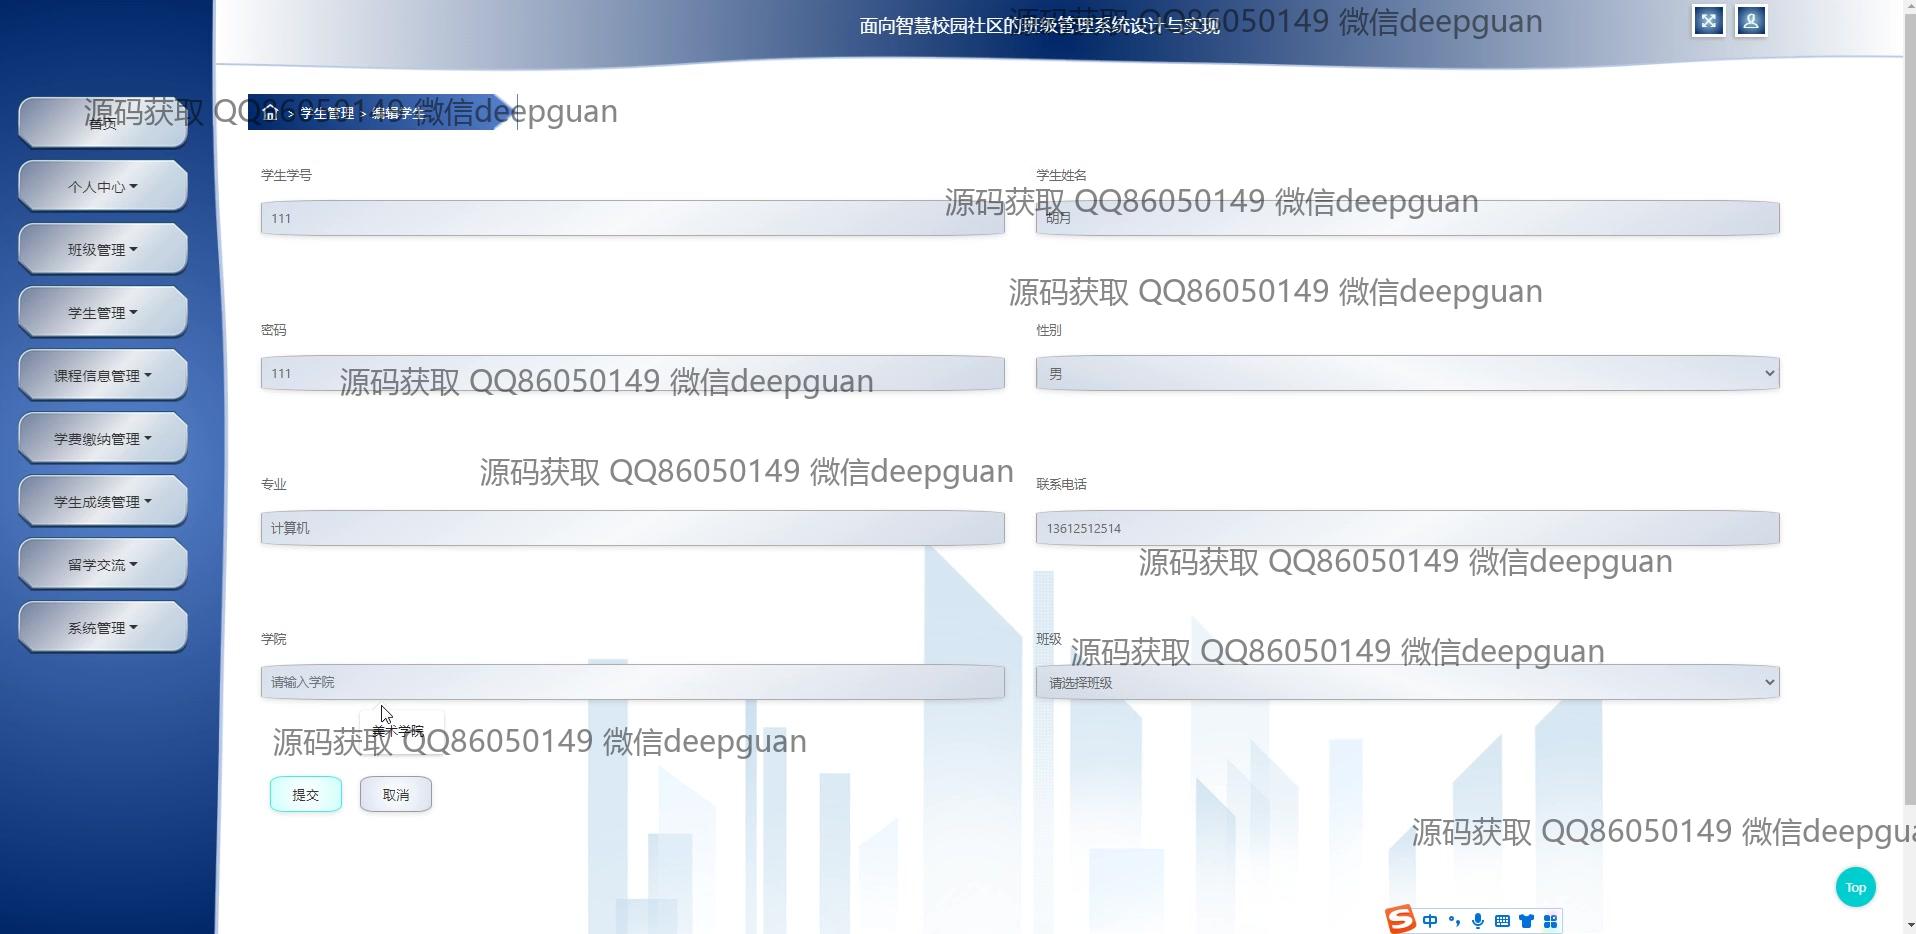 面向智慧校园社区的班级管理系统设计与实现
源码获取 QQ86050149 微信deepguan
首页
源码获取 QQ86050149 微信deepguan
> 学生管理 > 编辑学生
个人中心
班级管理
学生管理
课程信息管理
学费缴纳管理
学生成绩管理
留学交流
系统管理
学生学号
学生姓名
111
胡月
源码获取 QQ86050149 微信deepguan
源码获取 QQ86050149 微信deepguan
密码
性别
111
男
源码获取 QQ86050149 微信deepguan
源码获取 QQ86050149 微信deepguan
专业
联系电话
计算机
13612512514
源码获取 QQ86050149 微信deepguan
学院
班级
源码获取 QQ86050149 微信deepguan
请输入学院
请选择班级
美术学院
源码获取 QQ86050149 微信deepguan
提交
取消
源码获取 QQ86050149 微信deepgua
Top
S中